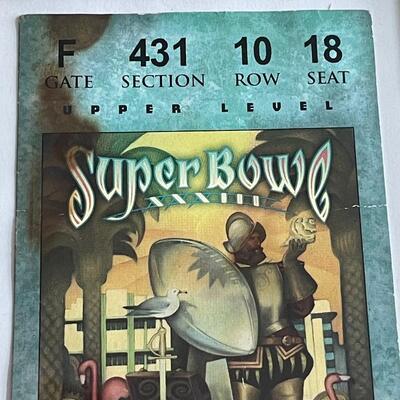 F 431 10 18
GATE SECTION ROW SEAT
UPPER LEVEL
Super Bowl
XXXIII